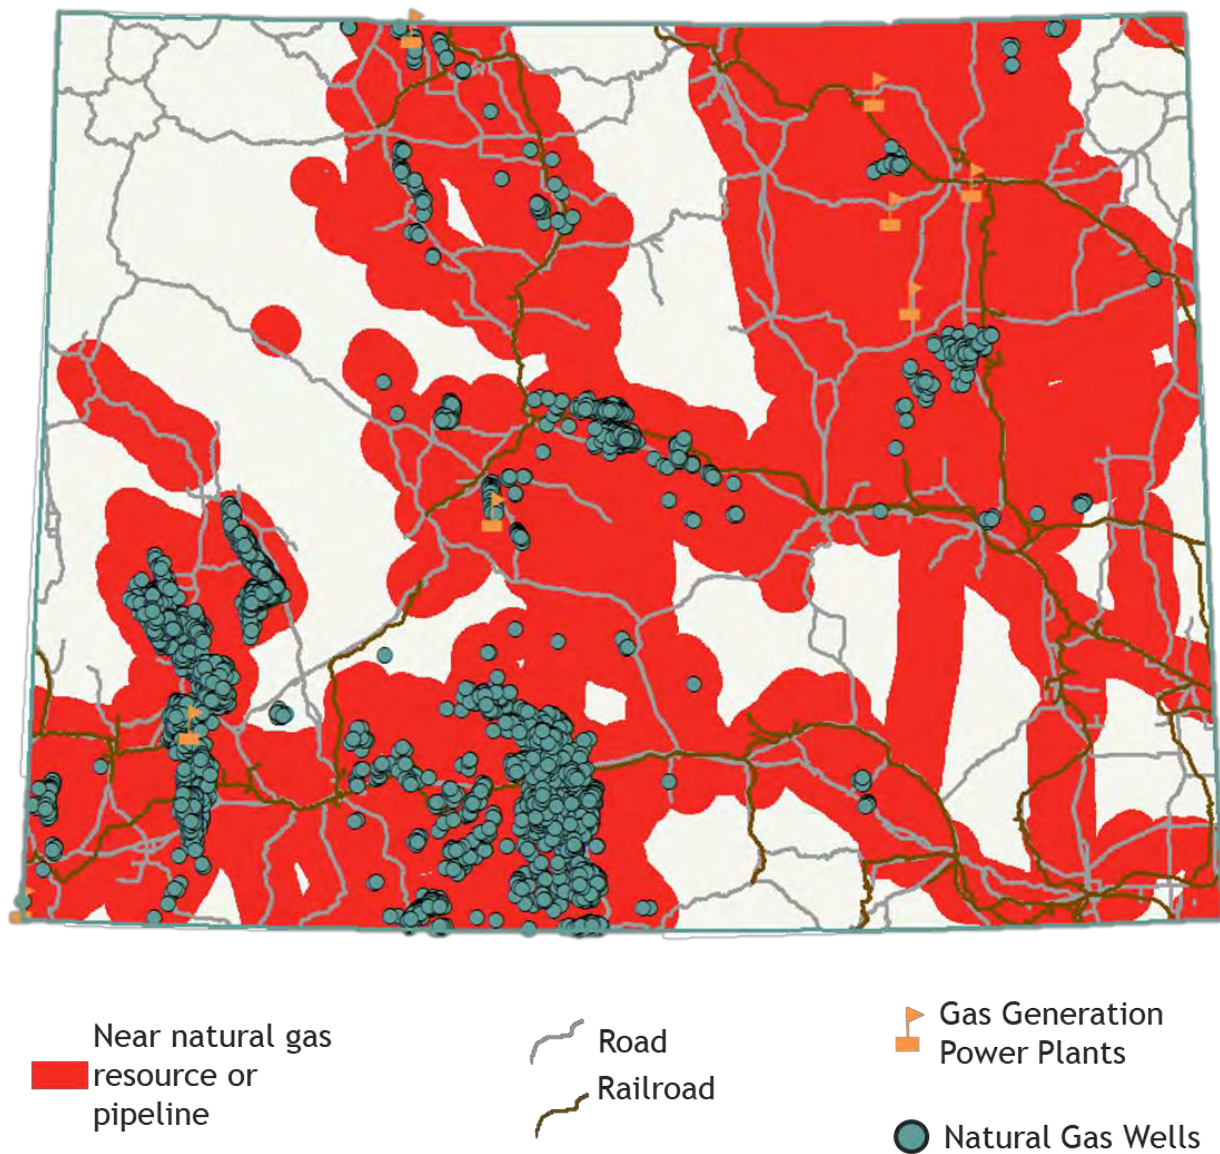 Near natural gas
resource or
pipeline
Road
Railroad
Gas Generation
Power Plants
Natural Gas Wells